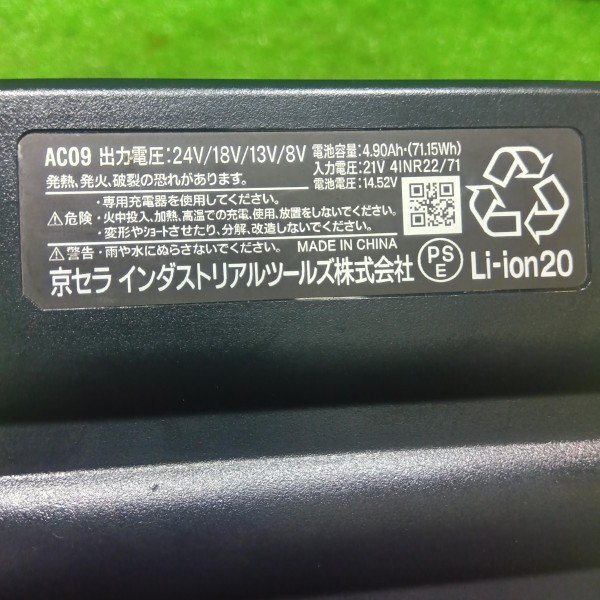 AC09 出力電圧:24V/18V/13V/8V
電池容量:4.90Ah-(71.15Wh)
入力電圧:21V 4INR22/71
電池電圧:14.52V
発熱、発火、破裂の恐れがあります。
⚠危険・専用充電器を使用してください。
・火中投入、加熱、高温での充電、使用、放置をしないでください。
・変形やショートさせたり、分解、改造しないでください。
⚠警告・雨や水にぬらさないでください。 MADE IN CHINA
京セラ インダストリアルツールズ株式会社
PS
E
Li-ion20